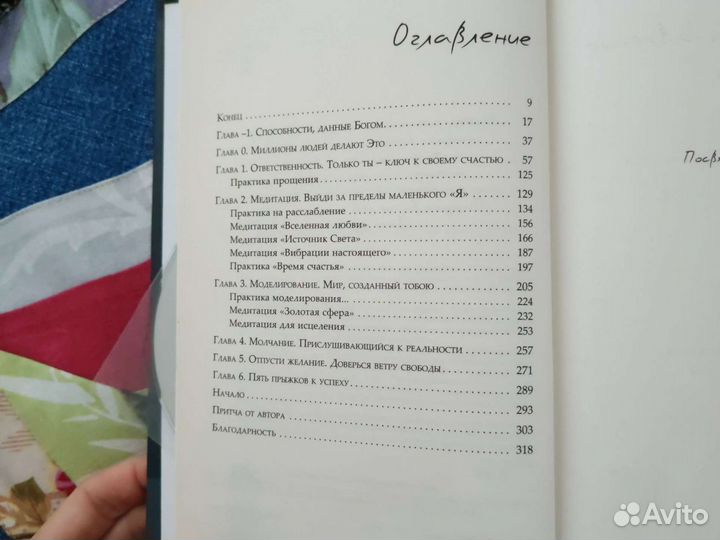 Оглавление
Конец 9
Глава –1. Способности, данные Богом. 17
Глава 0. Миллионы людей делают Это 37
Глава 1. Ответственность. Только ты – ключ к своему счастью 57
Практика прощения 125
Глава 2. Медитация. Выйди за пределы маленького «Я» 129
Практика на расслабление 134
Медитация «Вселенная любви» 156
Медитация «Источник Света» 166
Медитация «Вибрации настоящего» 187
Практика «Время счастья» 197
Глава 3. Моделирование. Мир, созданный тобою 205
Практика моделирования... 224
Медитация «Золотая сфера» 232
Медитация для исцеления 253
Глава 4. Молчание. Прислушивающийся к реальности 257
Глава 5. Отпусти желание. Доверься ветру свободы 271
Глава 6. Пять прыжков к успеху 289
Начало 293
Притча от автора 303
Благодарность 318
Avito